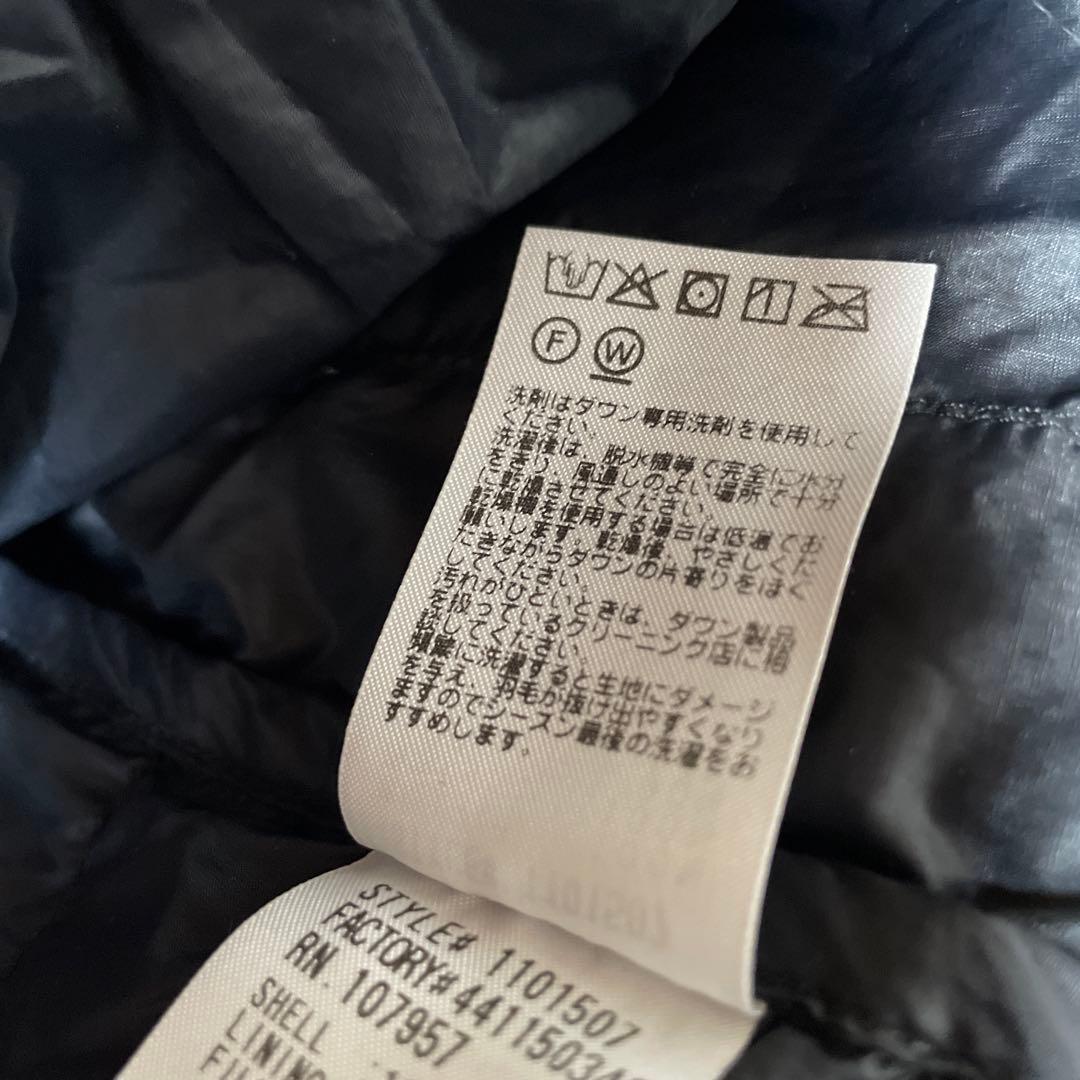 F W
洗剤はダウン専用洗剤を使用して
ください。
洗濯後は、脱水機等で完全に水分
をきり、風通しのよい場所で十分
に乾燥させてください。
乾燥機を使用する場合は低温でお
願いします。乾燥後、やさしくた
たきながらダウンの片寄りをほぐ
してください。
汚れがひどいときは、ダウン製品
を扱っているクリーニング店に相
談してください。
頻繁に洗濯すると生地にダメージ
を与え、羽毛が抜け出やすくなり
ますのでシーズン最後の洗濯をお
すすめします。
STYLE# 1101507
FACTORY# 44115034
RN. 107957
SHELL
LINING